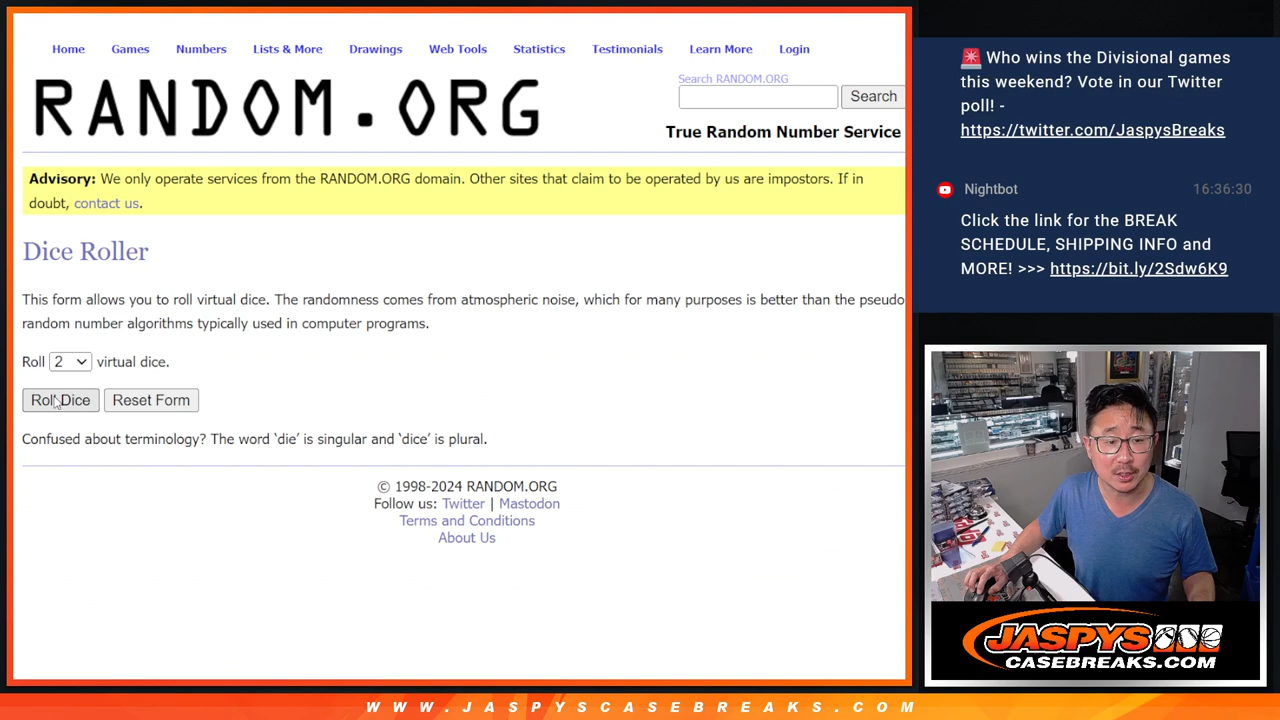 Home Games Numbers Lists & More Drawings Web Tools Statistics Testimonials Learn More Login
RANDOM.ORG
Search RANDOM.ORG
Search
True Random Number Service
Advisory: We only operate services from the RANDOM.ORG domain. Other sites that claim to be operated by us are impostors. If in
doubt, contact us.
Dice Roller
This form allows you to roll virtual dice. The randomness comes from atmospheric noise, which for many purposes is better than the pseudo
random number algorithms typically used in computer programs.
Roll 2 virtual dice.
Roll Dice Reset Form
Confused about terminology? The word ‘die’ is singular and ‘dice’ is plural.
© 1998-2024 RANDOM.ORG
Follow us: Twitter | Mastodon
Terms and Conditions
About Us
🚨 Who wins the Divisional games
this weekend? Vote in our Twitter
poll! -
https://twitter.com/JaspysBreaks
Nightbot 16:36:30
Click the link for the BREAK
SCHEDULE, SHIPPING INFO and
MORE! >>> https://bit.ly/2Sdw6K9
JASPYS
CASEBREAKS.COM
WWW.JASPYSCASEBREAKS.COM